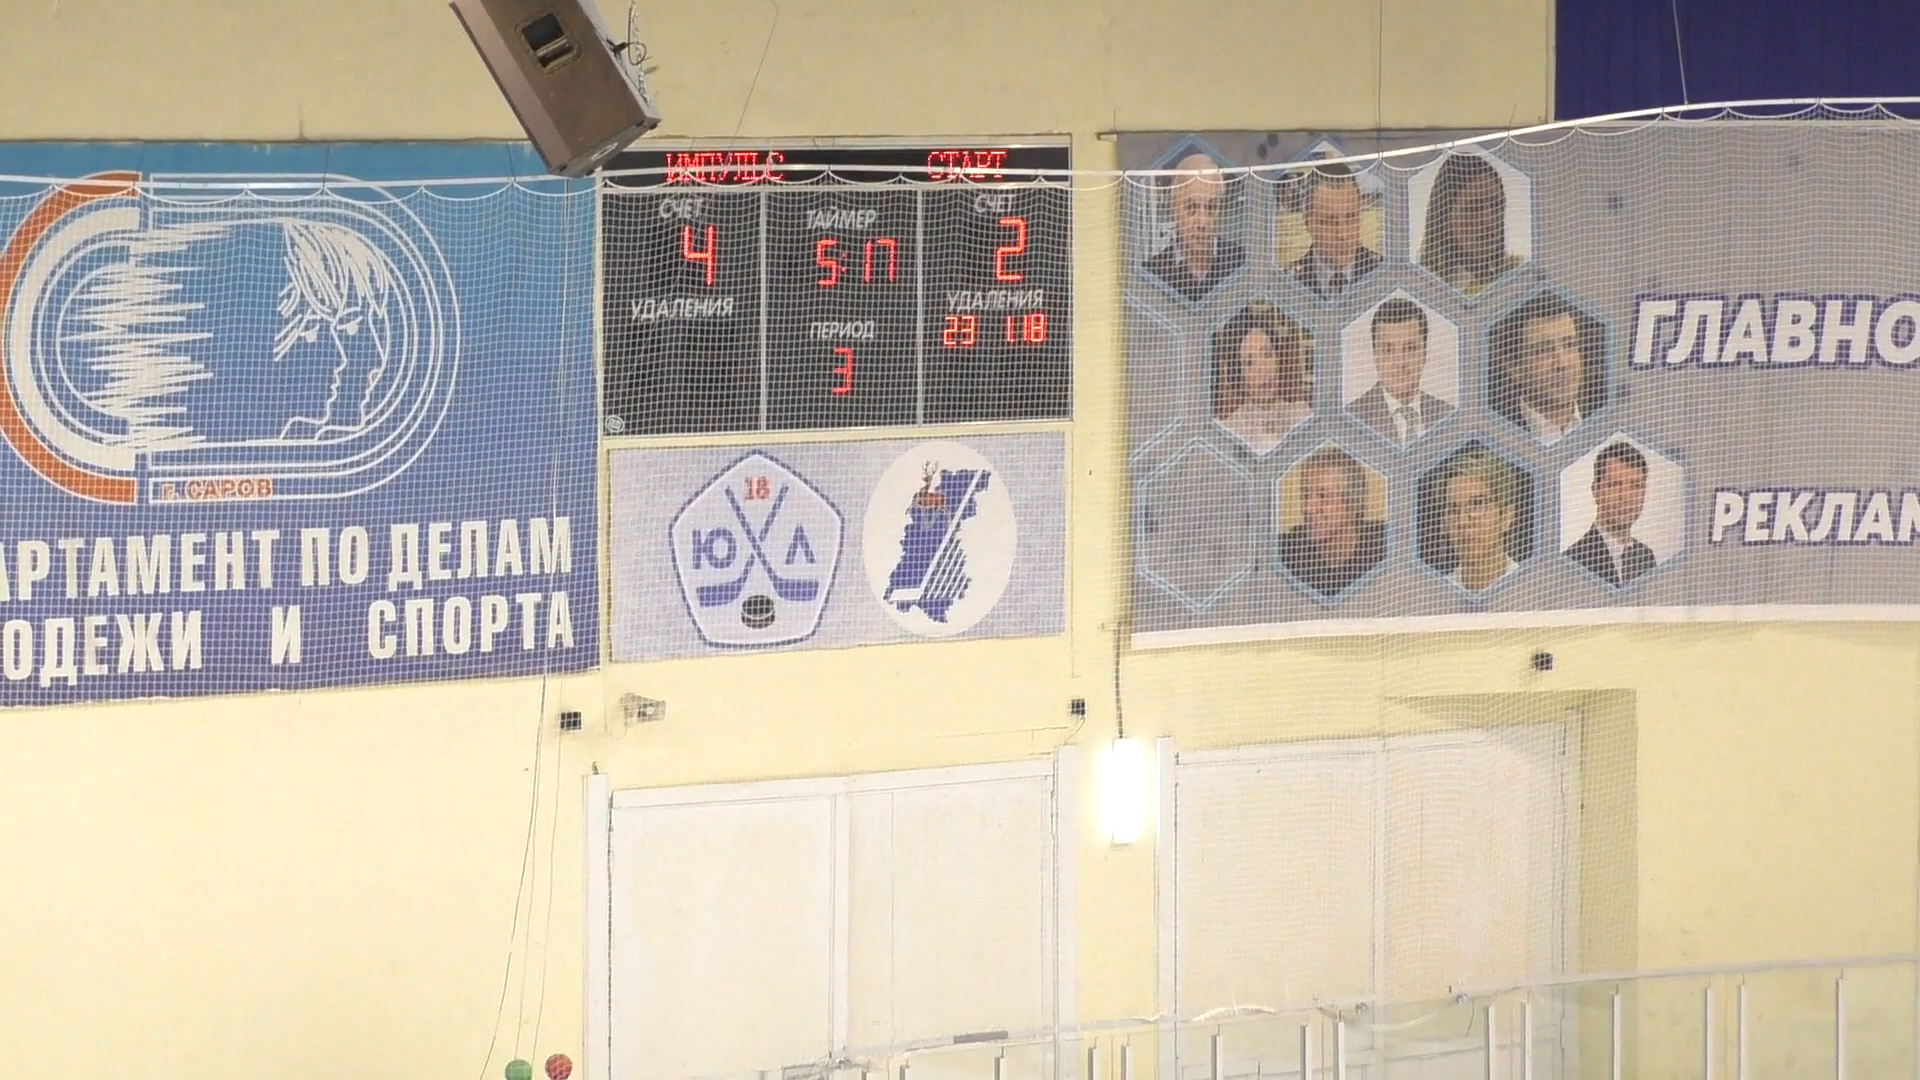 ИМПУЛЬС СТАРТ
СЧЕТ ТАЙМЕР СЧЕТ
4 5:17 2
УДАЛЕНИЯ УДАЛЕНИЯ
23 1 18
ПЕРИОД
3
г. САРОВ
АРТАМЕНТ ПО ДЕЛАМ
ОДЕЖИ И СПОРТА
18
Ю Л
ГЛАВНО
РЕКЛАМ